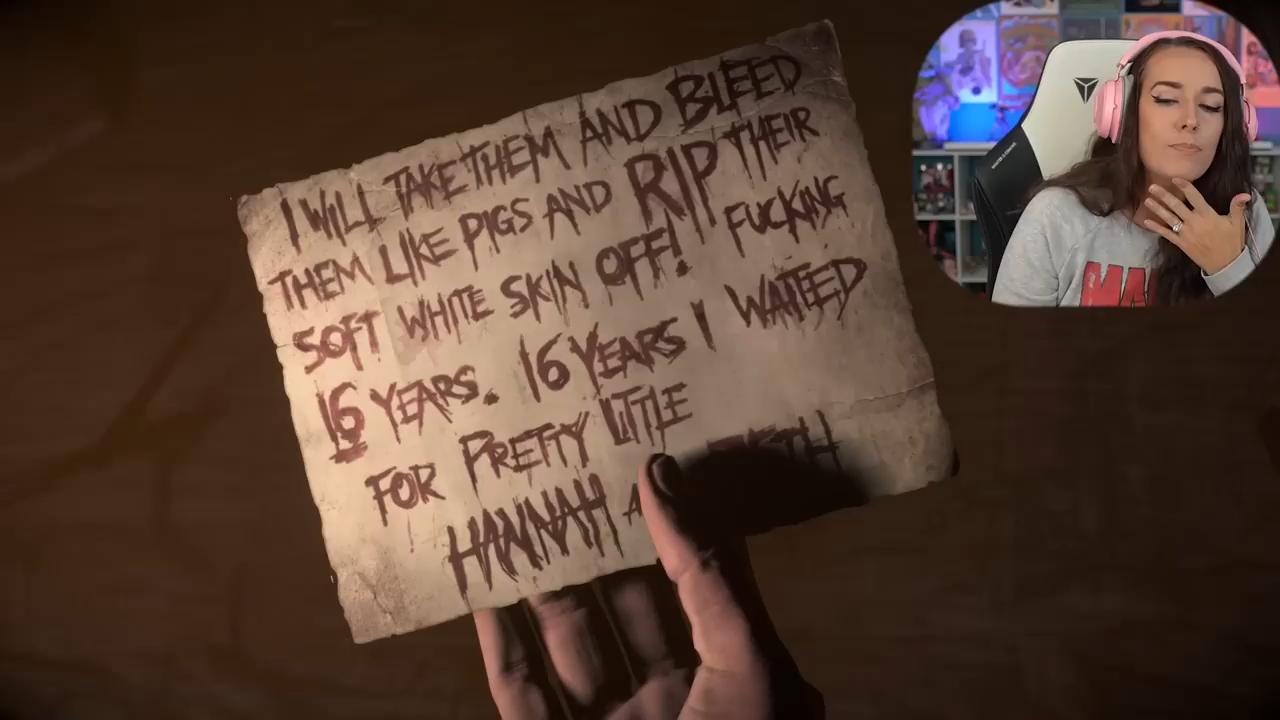 I WILL TAKE THEM AND BLEED
THEM LIKE PIGS AND RIP THEIR
SOFT WHITE SKIN OFF! FUCKING
16 YEARS. 16 YEARS I WAITED
FOR PRETTY LITTLE
HANNAH